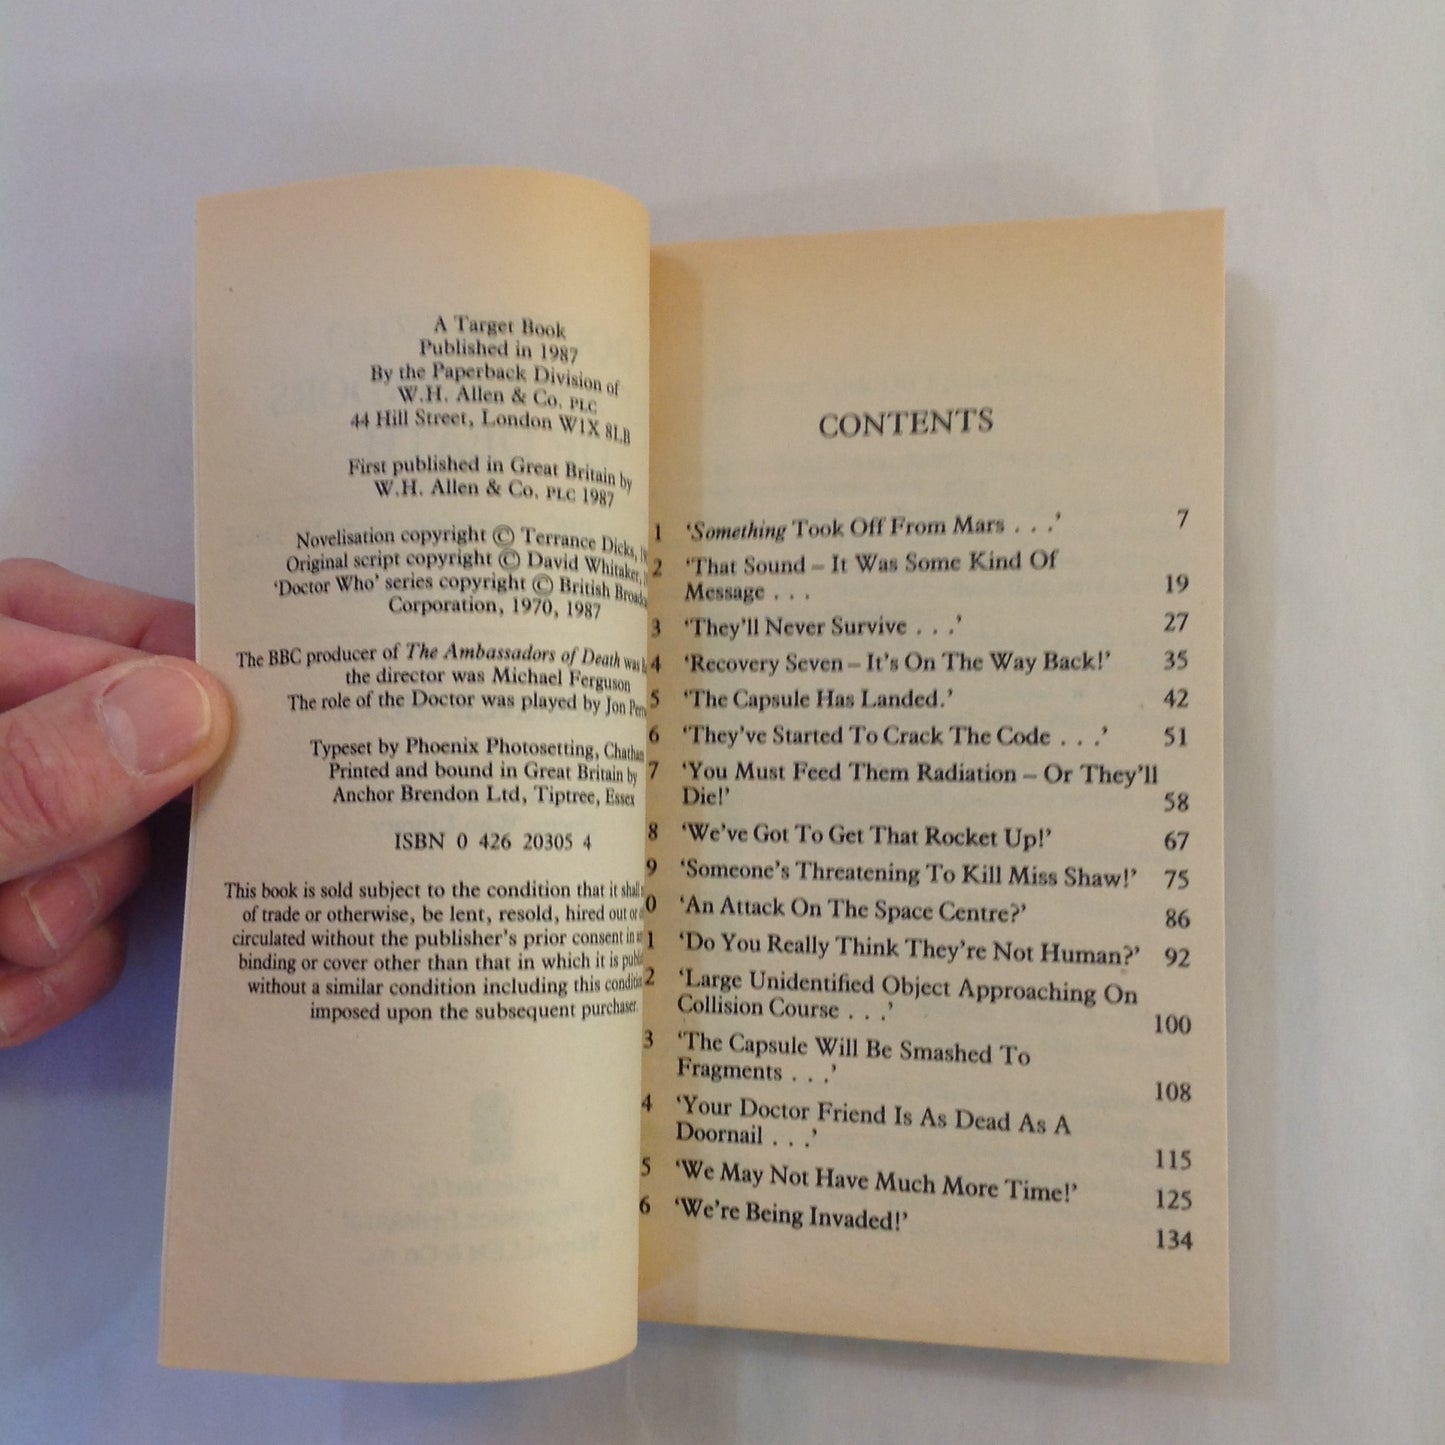 A Target Book
Published in 1987
By the Paperback Division of
W.H. Allen & Co. PLC
44 Hill Street, London W1X 8LB
First published in Great Britain by
W.H. Allen & Co. PLC 1987
Novelisation copyright © Terrance Dicks,
Original script copyright © David Whitaker,
'Doctor Who' series copyright © British
Corporation, 1970, 1987
The BBC producer of The Ambassadors of Death was
the director was Michael Ferguson
The role of the Doctor was played by Jon
Typeset by Phoenix Photosetting,
Printed and bound in Great Britain by
Anchor Brendon Ltd, Tiptree, Essex
ISBN 0 426 20305 4
This book is sold subject to the condition that it shall
of trade or otherwise, be lent, resold, hired out or
circulated without the publisher's prior consent in
binding or cover other than that in which it is
without a similar condition including this
imposed upon the subsequent purchaser.
CONTENTS
1 'Something Took Off From Mars . . .' 7
2 'That Sound – It Was Some Kind Of
Message . . . 19
3 'They'll Never Survive . . .' 27
4 'Recovery Seven – It's On The Way Back!' 35
5 'The Capsule Has Landed.' 42
6 'They've Started To Crack The Code . . .' 51
7 'You Must Feed Them Radiation – Or They'll
Die!' 58
8 'We've Got To Get That Rocket Up!' 67
9 'Someone's Threatening To Kill Miss Shaw!' 75
0 'An Attack On The Space Centre?' 86
1 'Do You Really Think They're Not Human?' 92
2 'Large Unidentified Object Approaching On
Collision Course . . .' 100
3 'The Capsule Will Be Smashed To
Fragments . . .' 108
4 'Your Doctor Friend Is As Dead As A
Doornail . . .' 115
5 'We May Not Have Much More Time!' 125
6 'We're Being Invaded!' 134